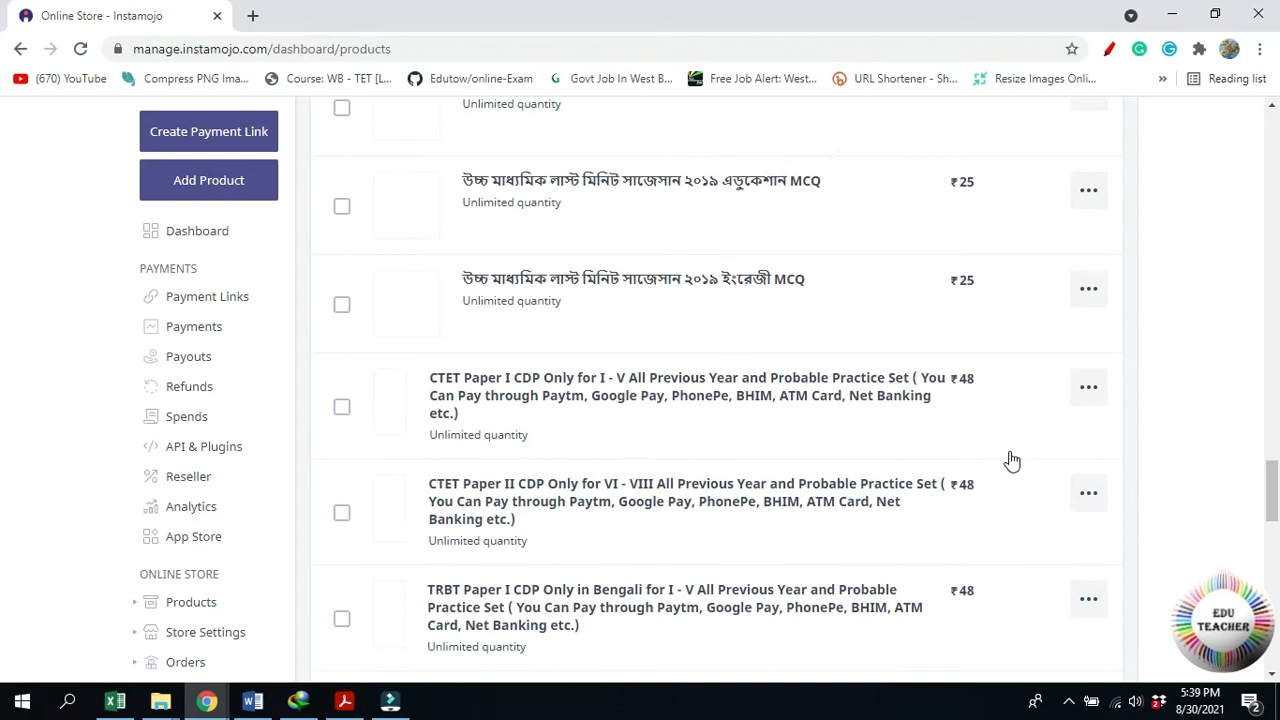 Online Store - Instamojo
manage.instamojo.com/dashboard/products
(670) YouTube
Compress PNG Ima...
Course: WB - TET [L...
Edutow/online-Exam
Govt Job In West B...
Free Job Alert: West...
URL Shortener - Sh...
Resize Images Onli...
»
Reading list
Create Payment Link
Add Product
Dashboard
PAYMENTS
Payment Links
Payments
Payouts
Refunds
Spends
API & Plugins
Reseller
Analytics
App Store
ONLINE STORE
Products
Store Settings
Orders
Unlimited quantity
উচ্চ মাধ্যমিক লাস্ট মিনিট সাজেসান ২০১৯ এডুকেশান MCQ
₹ 25
Unlimited quantity
উচ্চ মাধ্যমিক লাস্ট মিনিট সাজেসান ২০১৯ ইংরেজী MCQ
₹ 25
Unlimited quantity
CTET Paper I CDP Only for I - V All Previous Year and Probable Practice Set ( You
₹ 48
Can Pay through Paytm, Google Pay, PhonePe, BHIM, ATM Card, Net Banking
etc.)
Unlimited quantity
CTET Paper II CDP Only for VI - VIII All Previous Year and Probable Practice Set (
₹ 48
You Can Pay through Paytm, Google Pay, PhonePe, BHIM, ATM Card, Net
Banking etc.)
Unlimited quantity
TRBT Paper I CDP Only in Bengali for I - V All Previous Year and Probable
₹ 48
Practice Set ( You Can Pay through Paytm, Google Pay, PhonePe, BHIM, ATM
Card, Net Banking etc.)
Unlimited quantity
EDU
TEACHER
5:39 PM
8/30/2021
2